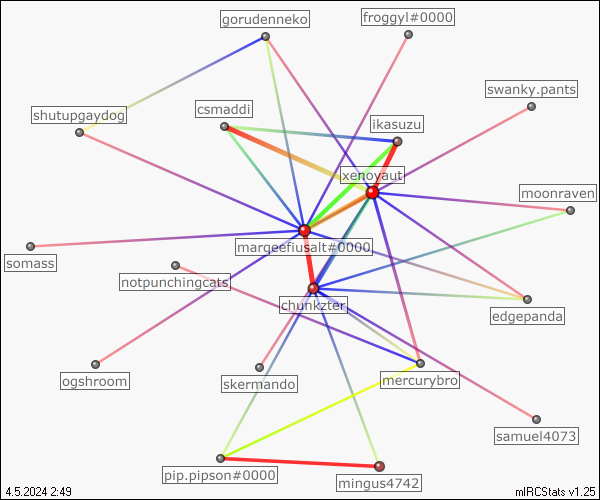 gorudenneko
froggyl#0000
swanky.pants
csmaddi
shutupgaydog
ikasuzu
xenoyaut
moonraven
margeefiusalt#0000
somass
notpunchingcats
chunkzter
edgepanda
ogshroom
skermando
mercurybro
samuel4073
pip.pipson#0000
mingus4742
4.5.2024 2:49
mIRCStats v1.25